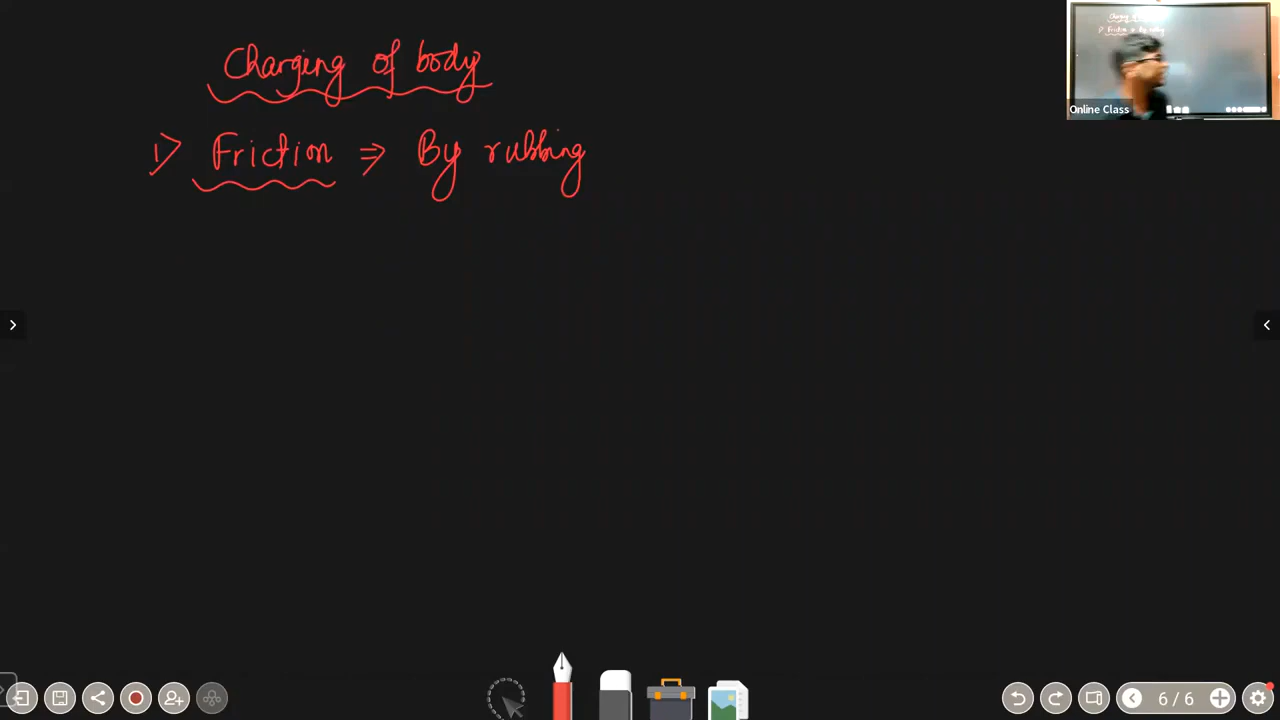 Charging of body
1) Friction ⇒ By rubbing
Online Class
6 / 6